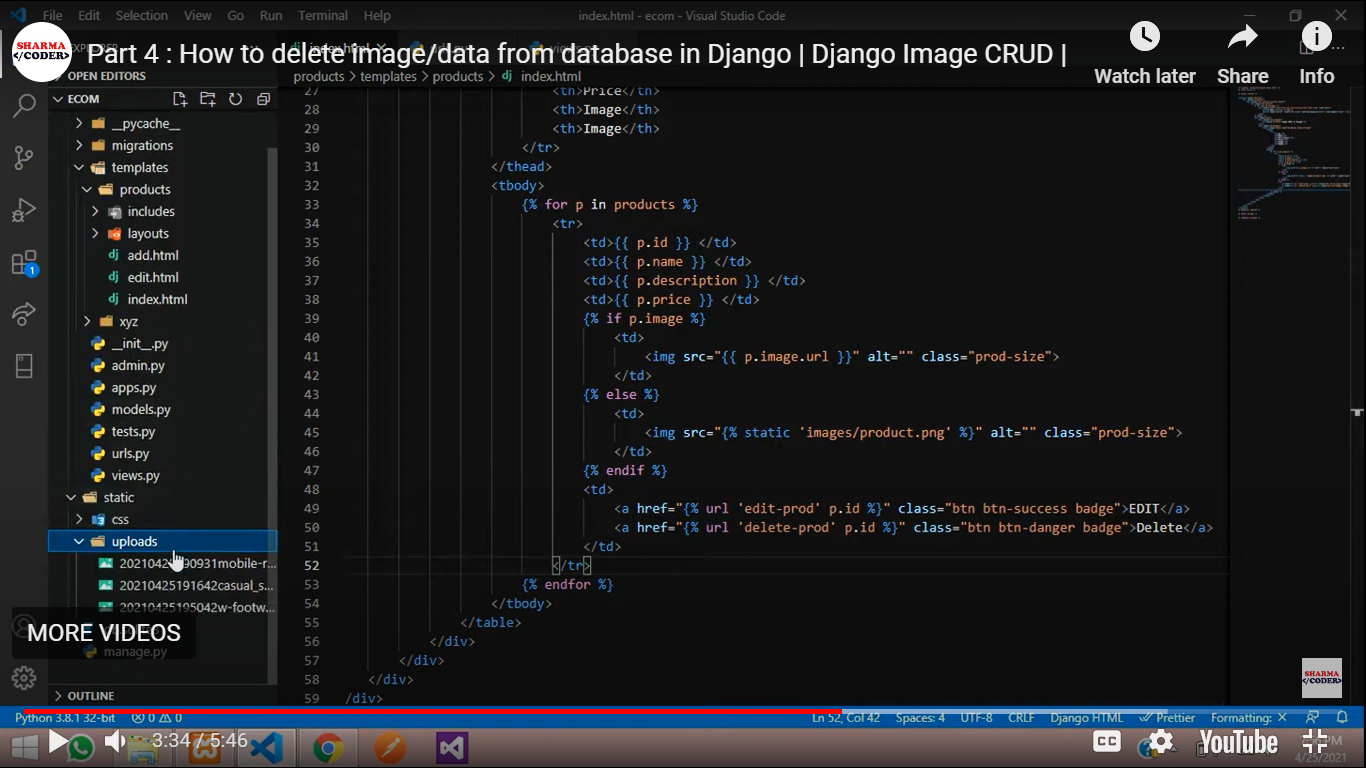 File Edit Selection View Go Run Terminal Help
index.html - ecom - Visual Studio Code
SHARMA
</CODER>
Part 4 : How to delete image/data from database in Django | Django Image CRUD |
Watch later
Share
Info
OPEN EDITORS
products > templates > products > dj index.html
ECOM
__pycache__
migrations
templates
products
includes
layouts
dj add.html
dj edit.html
dj index.html
xyz
__init__.py
admin.py
apps.py
models.py
tests.py
urls.py
views.py
static
css
uploads
20210425191642casual_s...
20210425195042w-footw...
manage.py
MORE VIDEOS
OUTLINE
1
27 <th>Price</th>
28 <th>Image</th>
29 <th>Image</th>
30 </tr>
31 </thead>
32 <tbody>
33 {% for p in products %}
34 <tr>
35 <td>{{ p.id }} </td>
36 <td>{{ p.name }} </td>
37 <td>{{ p.description }} </td>
38 <td>{{ p.price }} </td>
39 {% if p.image %}
40 <td>
41 <img src="{{ p.image.url }}" alt="" class="prod-size">
42 </td>
43 {% else %}
44 <td>
45 <img src="{% static 'images/product.png' %}" alt="" class="prod-size">
46 </td>
47 {% endif %}
48 <td>
49 <a href="{% url 'edit-prod' p.id %}" class="btn btn-success badge">EDIT</a>
50 <a href="{% url 'delete-prod' p.id %}" class="btn btn-danger badge">Delete</a>
51 </td>
52 </tr>
53 {% endfor %}
54 </tbody>
55 </table>
56 </div>
57 </div>
58 </div>
59 /div>
SHARMA
</CODER>
Python 3.8.1 32-bit 0 0 Ln 52, Col 42 Spaces: 4 UTF-8 CRLF Django HTML Prettier Formatting: ✕
3:34 / 5:46
CC
YouTube
4/25/2021